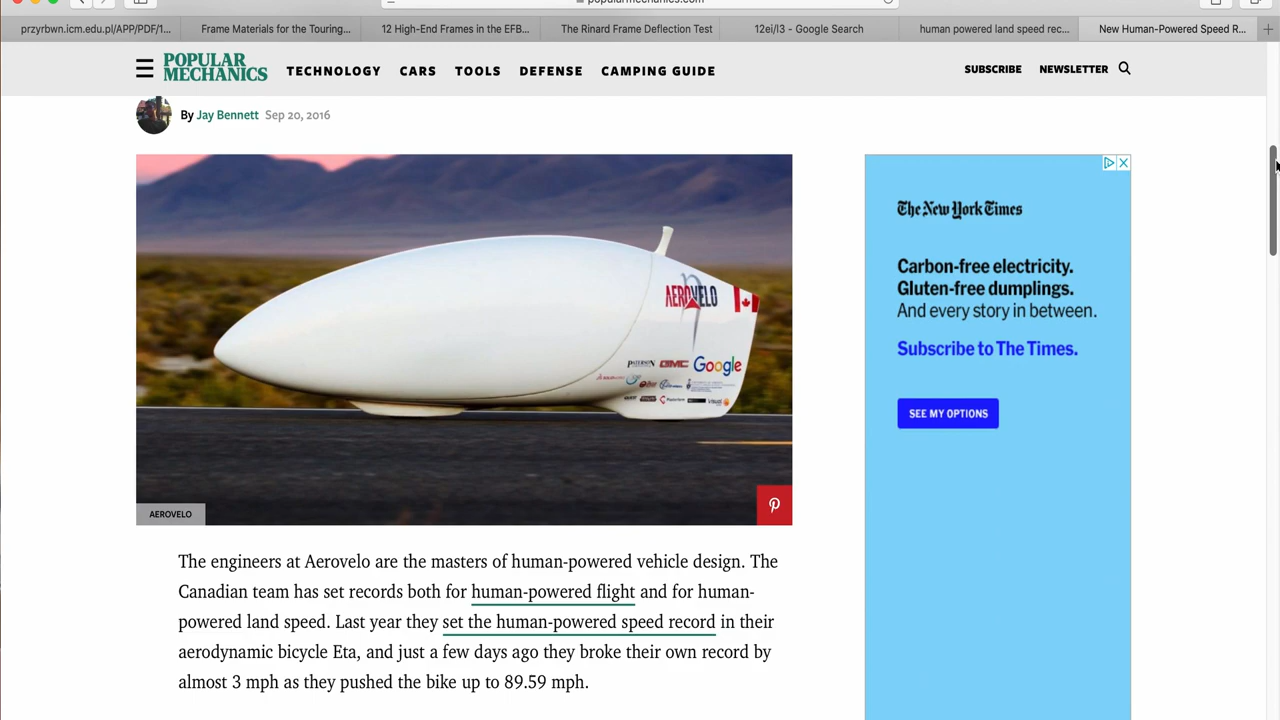 popularmechanics.com
przyrbwn.icm.edu.pl/APP/PDF/1...
Frame Materials for the Touring...
12 High-End Frames in the EFB...
The Rinard Frame Deflection Test
12ei/l3 - Google Search
human powered land speed rec...
New Human-Powered Speed R...
POPULAR
MECHANICS
TECHNOLOGY CARS TOOLS DEFENSE CAMPING GUIDE
SUBSCRIBE NEWSLETTER
By Jay Bennett Sep 20, 2016
AEROVELO
PATERSON GMC Google
AEROVELO
The engineers at Aerovelo are the masters of human-powered vehicle design. The
Canadian team has set records both for human-powered flight and for human-
powered land speed. Last year they set the human-powered speed record in their
aerodynamic bicycle Eta, and just a few days ago they broke their own record by
almost 3 mph as they pushed the bike up to 89.59 mph.
The New York Times
Carbon-free electricity.
Gluten-free dumplings.
And every story in between.
Subscribe to The Times.
SEE MY OPTIONS